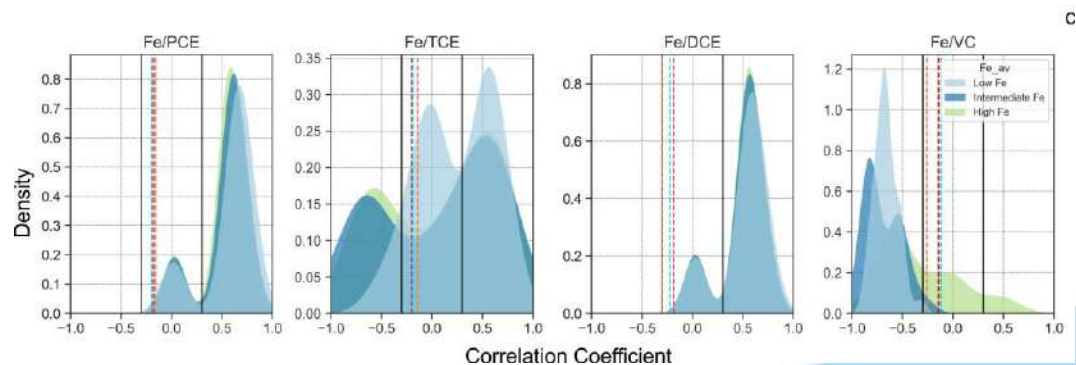 c
Fe/PCE Fe/TCE Fe/DCE Fe/VC
Density
0.8
0.7
0.6
0.5
0.4
0.3
0.2
0.1
0.0
−1.0 −0.5 0.0 0.5 1.0
0.35
0.30
0.25
0.20
0.15
0.10
0.05
0.00
−1.0 −0.5 0.0 0.5 1.0
0.8
0.6
0.4
0.2
0.0
−1.0 −0.5 0.0 0.5 1.0
1.2
1.0
0.8
0.6
0.4
0.2
0.0
−1.0 −0.5 0.0 0.5 1.0
Fe_av
Low Fe
Intermediate Fe
High Fe
Correlation Coefficient